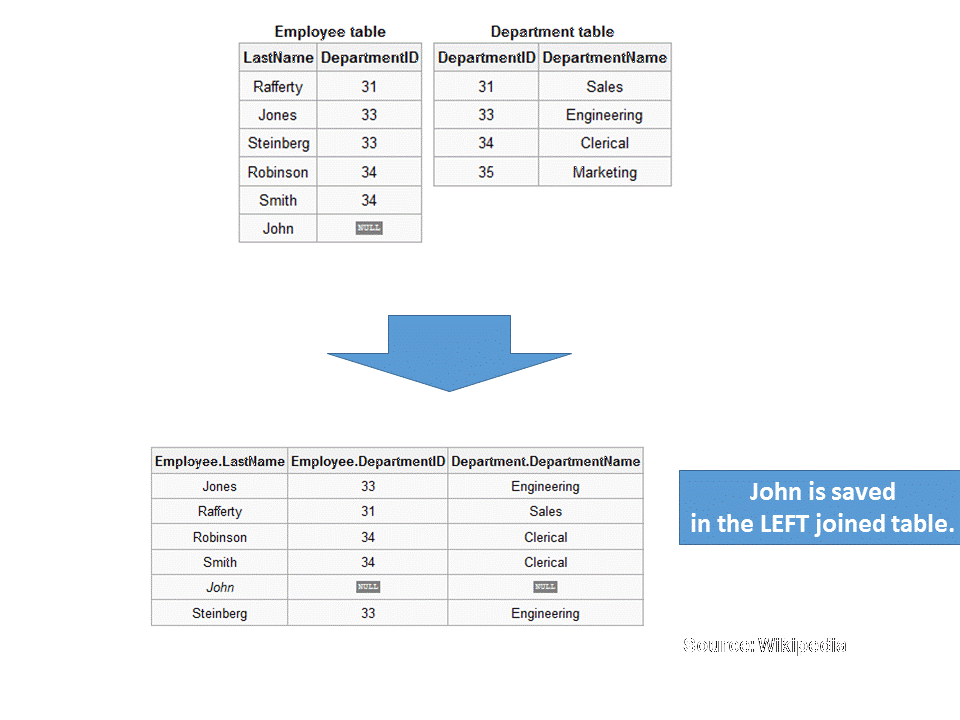 Employee table
LastName DepartmentID
Rafferty 31
Jones 33
Steinberg 33
Robinson 34
Smith 34
John NULL
Department table
DepartmentID DepartmentName
31 Sales
33 Engineering
34 Clerical
35 Marketing
Employee.LastName Employee.DepartmentID Department.DepartmentName
Jones 33 Engineering
Rafferty 31 Sales
Robinson 34 Clerical
Smith 34 Clerical
John NULL NULL
Steinberg 33 Engineering
John is saved
in the LEFT joined table.
Source: Wikipedia